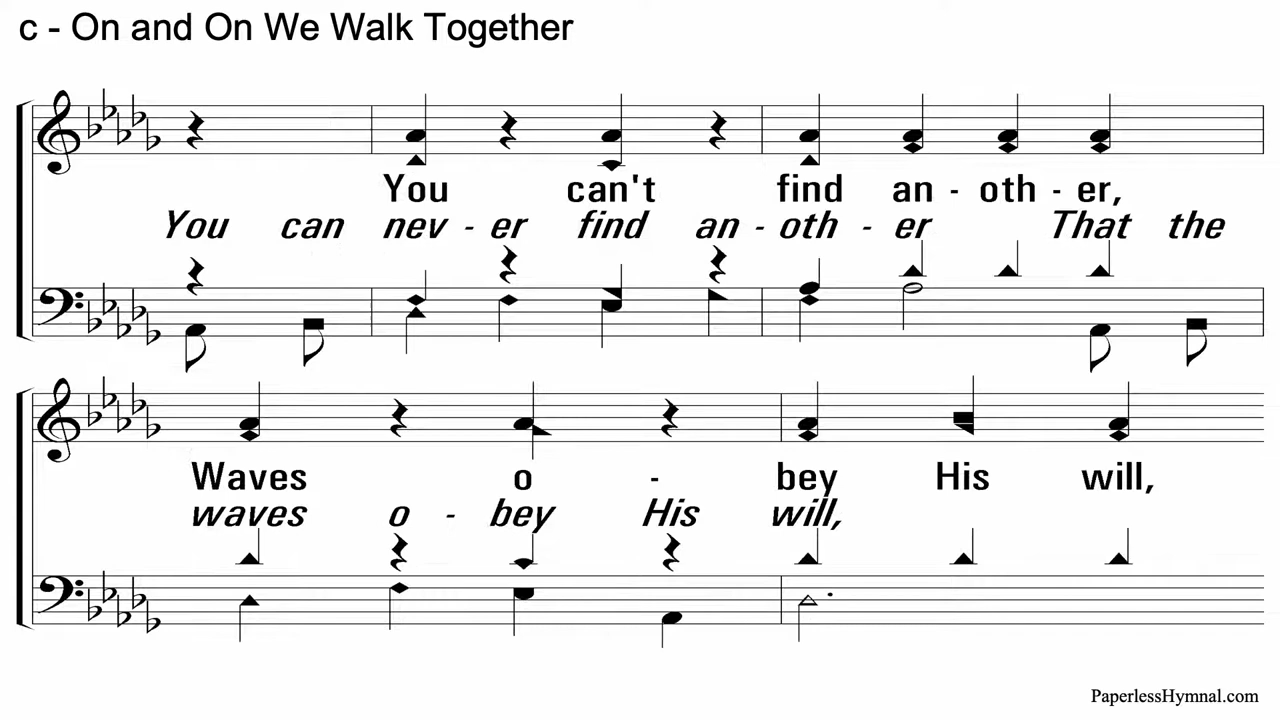 c - On and On We Walk Together
You can't find an - oth - er,
You can nev - er find an - oth - er That the
Waves o - bey His will,
waves o - bey His will,
PaperlessHymnal.com